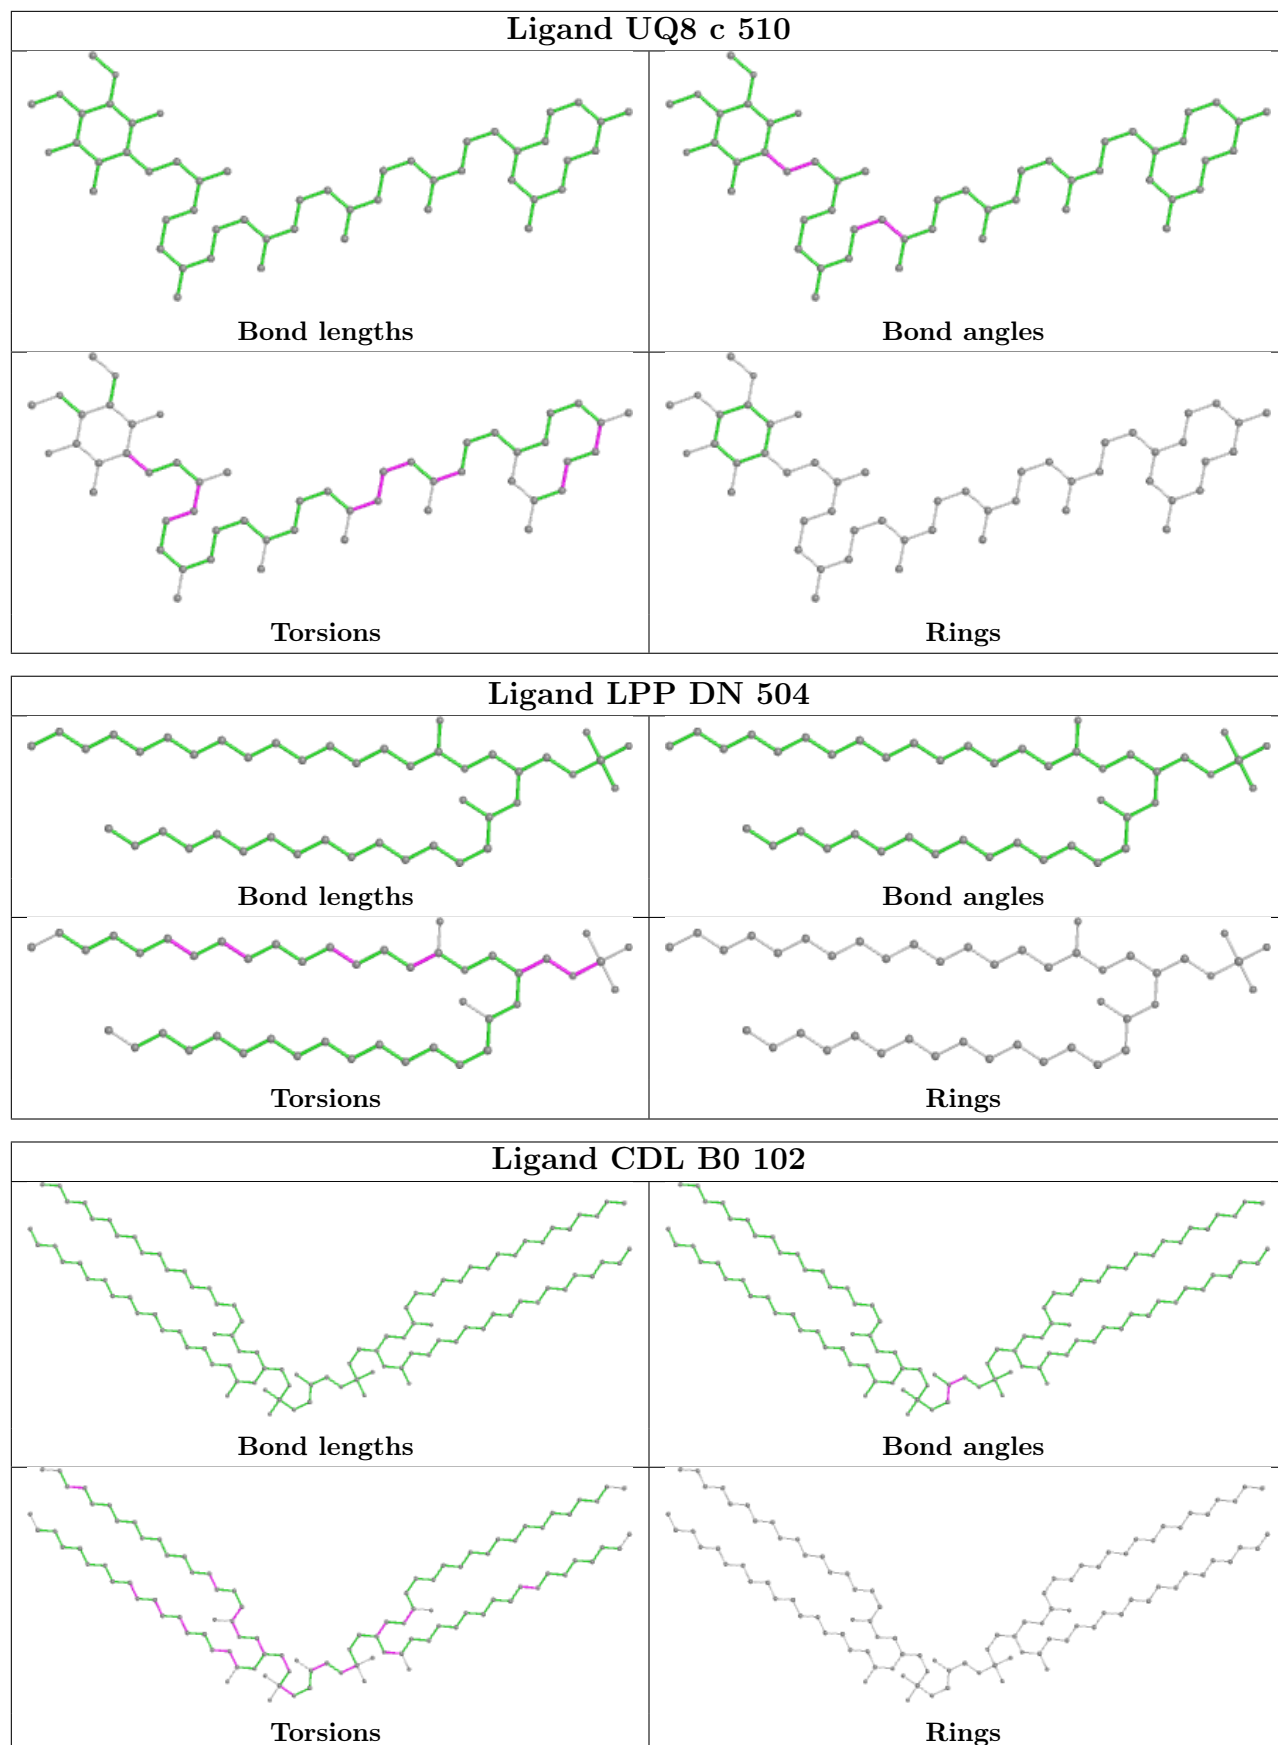 Ligand UQ8 c 510
Bond lengths
Bond angles
Torsions
Rings
Ligand LPP DN 504
Bond lengths
Bond angles
Torsions
Rings
Ligand CDL B0 102
Bond lengths
Bond angles
Torsions
Rings